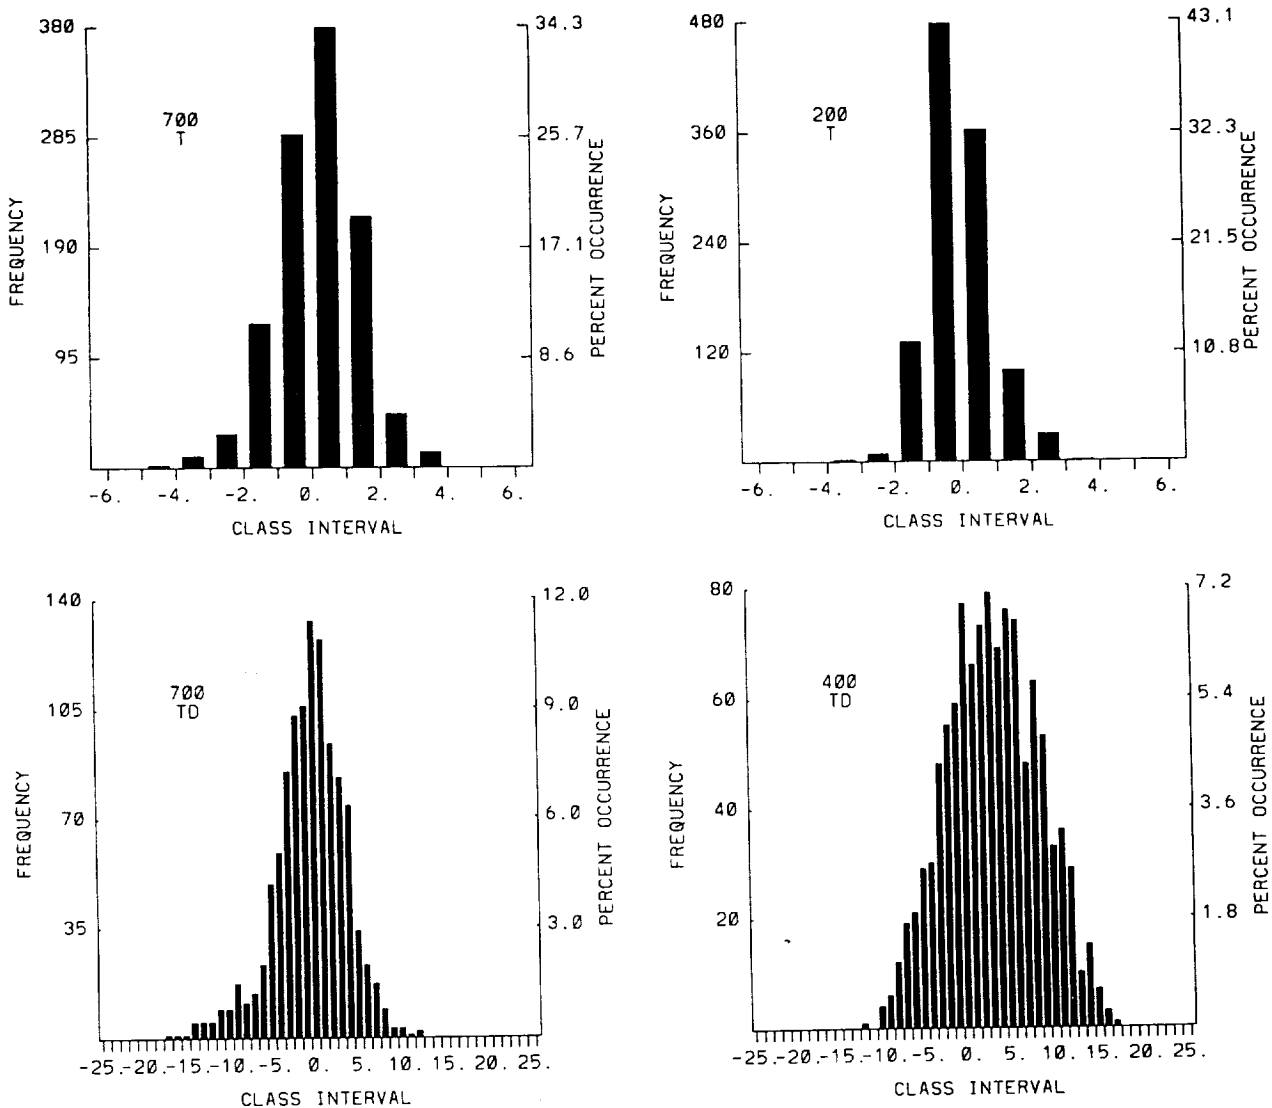 380
285
190
95
FREQUENCY
700
T
34.3
25.7
17.1
8.6
PERCENT OCCURRENCE
-6. -4. -2. 0. 2. 4. 6.
CLASS INTERVAL
480
360
240
120
FREQUENCY
200
T
43.1
32.3
21.5
10.8
PERCENT OCCURRENCE
-6. -4. -2. 0. 2. 4. 6.
CLASS INTERVAL
140
105
70
35
FREQUENCY
700
TD
12.0
9.0
6.0
3.0
PERCENT OCCURRENCE
-25.-20.-15.-10.-5. 0. 5. 10.15.20.25.
CLASS INTERVAL
80
60
40
20
FREQUENCY
400
TD
7.2
5.4
3.6
1.8
PERCENT OCCURRENCE
-25.-20.-15.-10.-5. 0. 5. 10.15.20.25.
CLASS INTERVAL